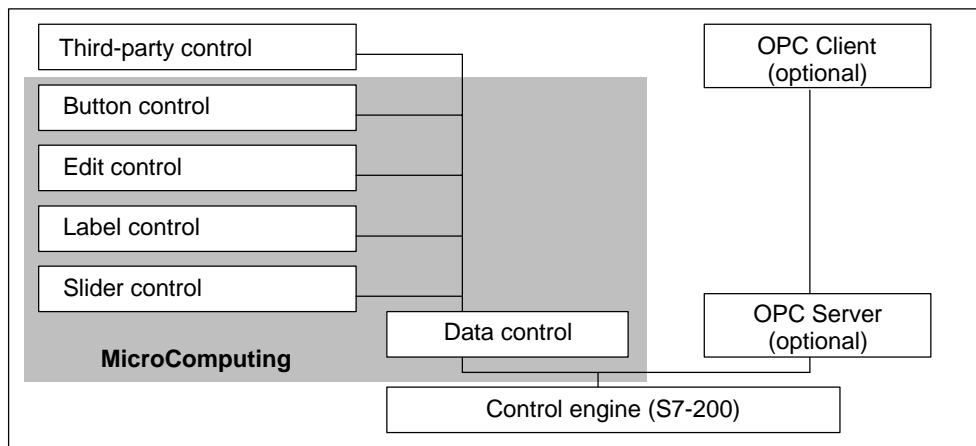 Third-party control
Button control
Edit control
Label control
Slider control
Data control
MicroComputing
OPC Client
(optional)
OPC Server
(optional)
Control engine (S7-200)